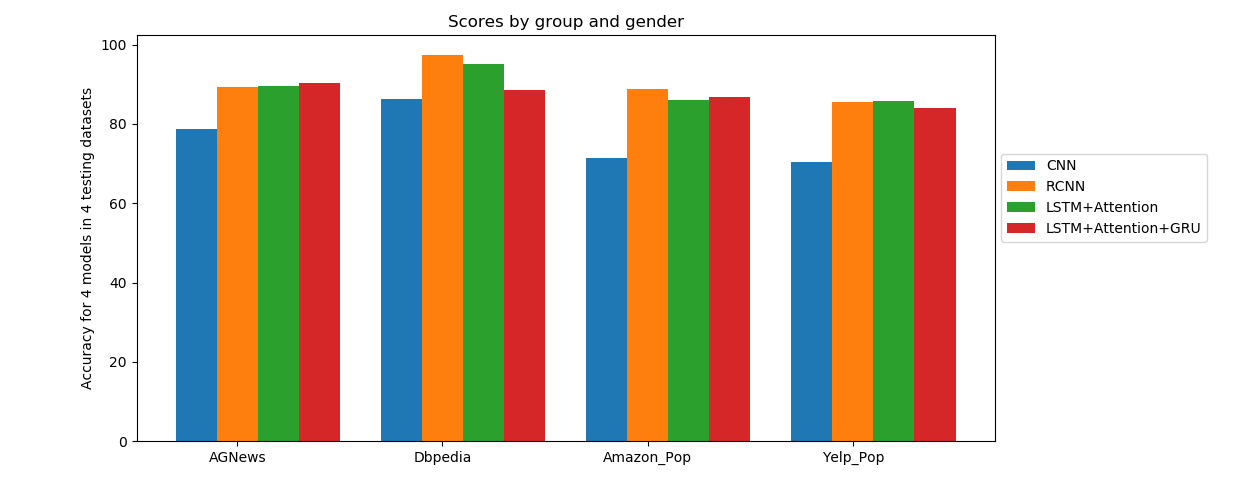 Scores by group and gender
Accuracy for 4 models in 4 testing datasets
100
80
60
40
20
0
AGNews
Dbpedia
Amazon_Pop
Yelp_Pop
CNN
RCNN
LSTM+Attention
LSTM+Attention+GRU